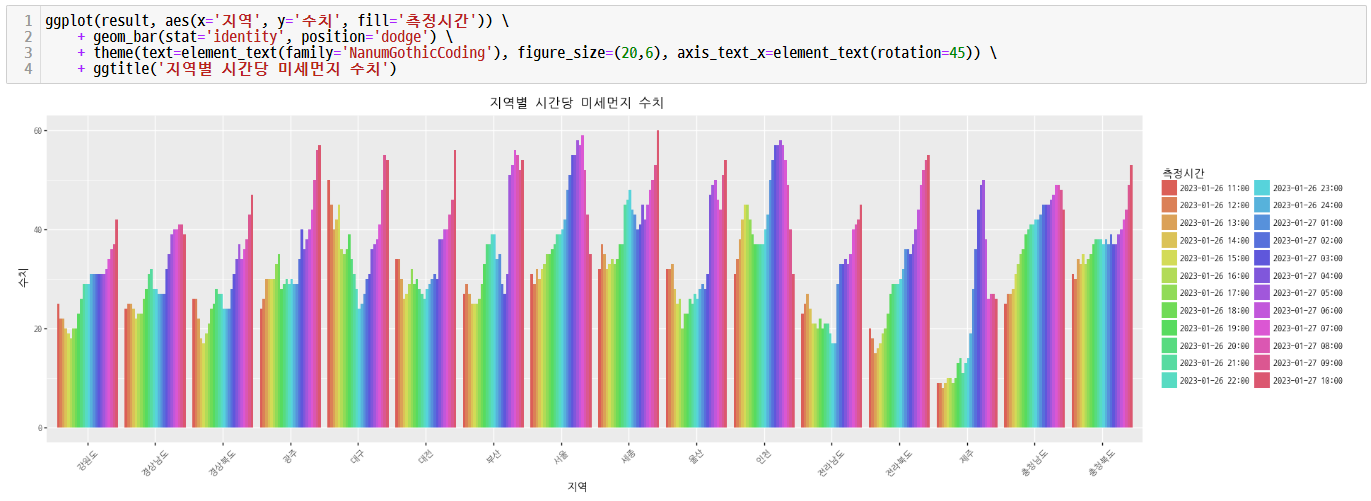 1 ggplot(result, aes(x='지역', y='수치', fill='측정시간')) \
2 + geom_bar(stat='identity', position='dodge') \
3 + theme(text=element_text(family='NanumGothicCoding'), figure_size=(20,6), axis_text_x=element_text(rotation=45)) \
4 + ggtitle('지역별 시간당 미세먼지 수치')
지역별 시간당 미세먼지 수치
60
40
20
0
수치
강원도 경상남도 경상북도 광주 대구 대전 부산 서울 세종 울산 인천 전라남도 전라북도 제주 충청남도 충청북도
지역
측정시간
2023-01-26 11:00 2023-01-26 23:00
2023-01-26 12:00 2023-01-26 24:00
2023-01-26 13:00 2023-01-27 01:00
2023-01-26 14:00 2023-01-27 02:00
2023-01-26 15:00 2023-01-27 03:00
2023-01-26 16:00 2023-01-27 04:00
2023-01-26 17:00 2023-01-27 05:00
2023-01-26 18:00 2023-01-27 06:00
2023-01-26 19:00 2023-01-27 07:00
2023-01-26 20:00 2023-01-27 08:00
2023-01-26 21:00 2023-01-27 09:00
2023-01-26 22:00 2023-01-27 10:00